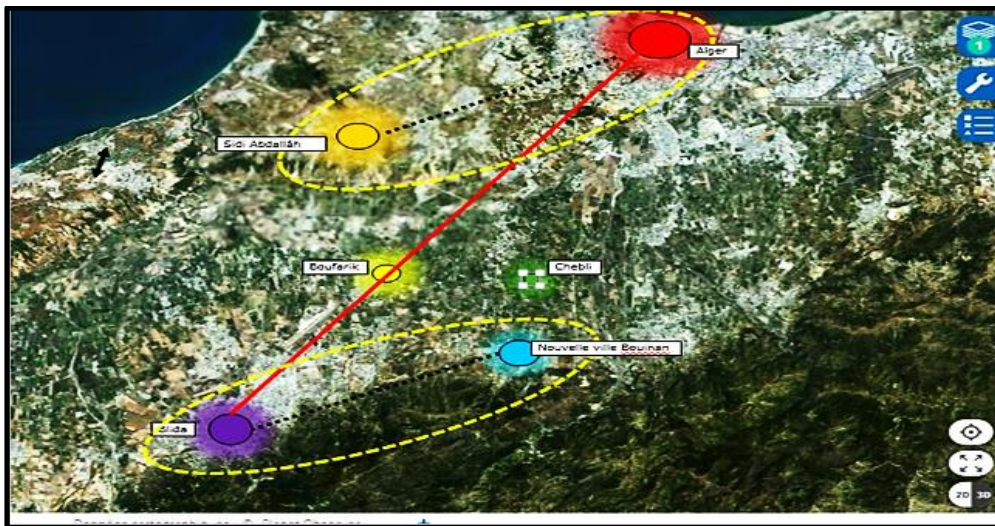 1
Alger
Sidi Abdallah
Boufarik
Chebli
Nouvelle ville Bouinan
Blida
2D 3D